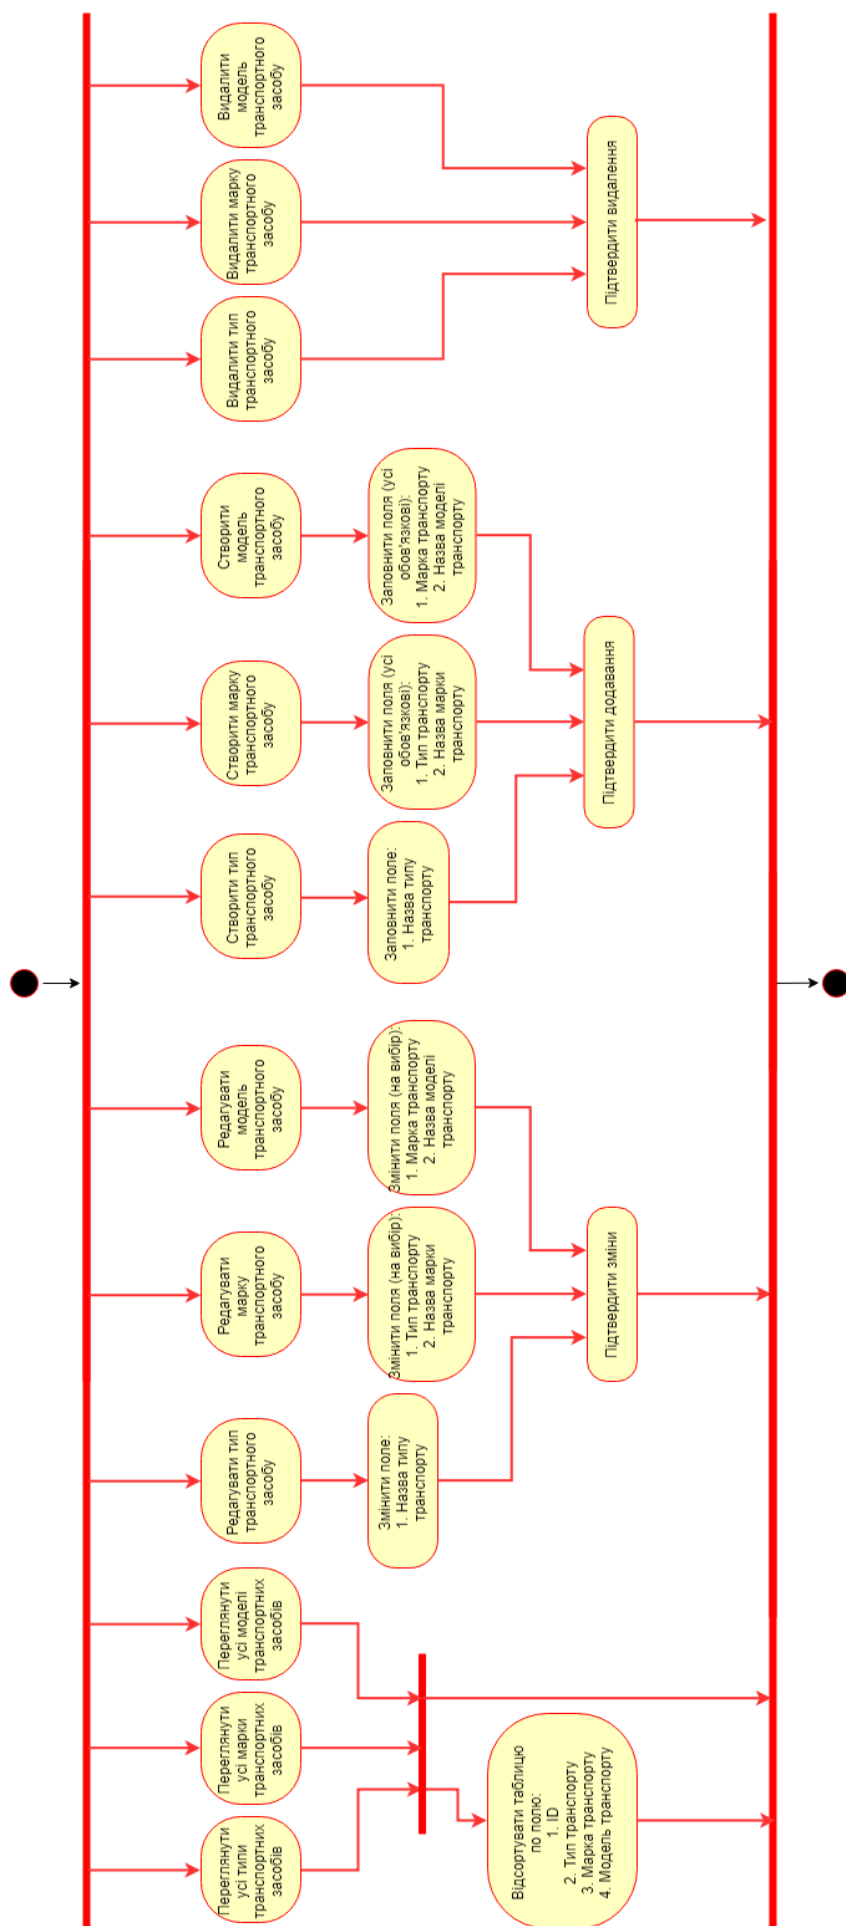 Переглянути
усі типи
транспортних
засобів
Переглянути
усі марки
транспортних
засобів
Переглянути
усі моделі
транспортних
засобів
Редагувати тип
транспортного
засобу
Редагувати
марку
транспортного
засобу
Редагувати
модель
транспортного
засобу
Створити тип
транспортного
засобу
Створити марку
транспортного
засобу
Створити
модель
транспортного
засобу
Видалити тип
транспортного
засобу
Видалити марку
транспортного
засобу
Видалити
модель
транспортного
засобу
Змінити поле:
1. Назва типу
транспорту
Змінити поля (на вибір):
1. Тип транспорту
2. Назва марки
транспорту
Змінити поля (на вибір):
1. Марка транспорту
2. Назва моделі
транспорту
Заповнити поле:
1. Назва типу
транспорту
Заповнити поля (усі
обов'язкові):
1. Тип транспорту
2. Назва марки
транспорту
Заповнити поля (усі
обов'язкові):
1. Марка транспорту
2. Назва моделі
транспорту
Відсортувати таблицю
по полю:
1. ID
2. Тип транспорту
3. Марка транспорту
4. Модель транспорту
Підтвердити зміни
Підтвердити додавання
Підтвердити видалення